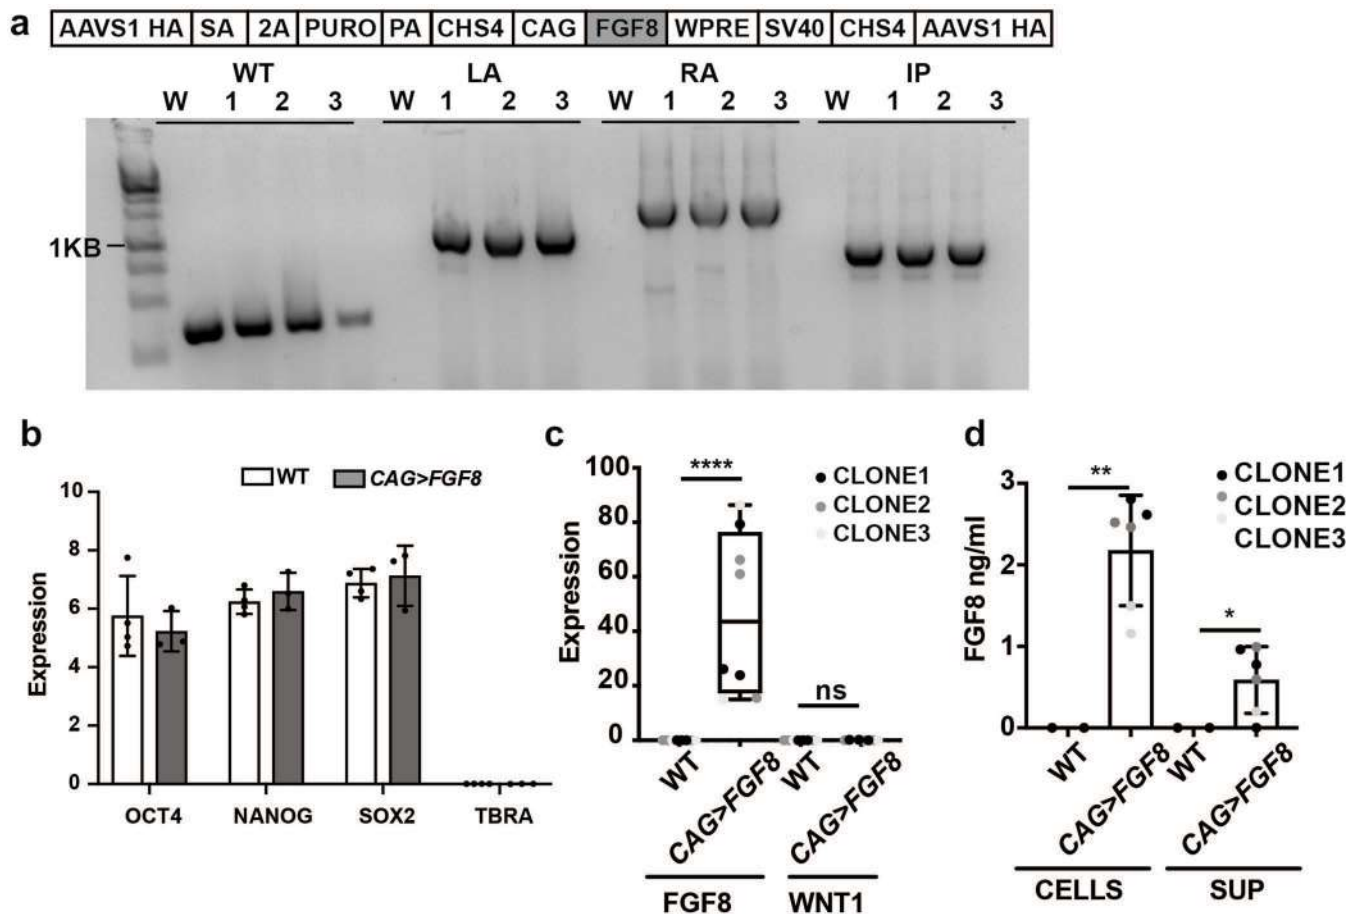 a AAVS1 HA SA 2A PURO PA CHS4 CAG FGF8 WPRE SV40 CHS4 AAVS1 HA
WT LA RA IP
W 1 2 3 W 1 2 3 W 1 2 3 W 1 2 3
1KB
b
WT CAG>FGF8
Expression
10
8
6
4
2
0
OCT4 NANOG SOX2 TBRA
c
CLONE1
CLONE2
CLONE3
Expression
100
80
60
40
20
0
****
ns
WT CAG>FGF8 WT CAG>FGF8
FGF8 WNT1
d
CLONE1
CLONE2
CLONE3
FGF8 ng/ml
3
2
1
0
**
*
WT CAG>FGF8 WT CAG>FGF8
CELLS SUP